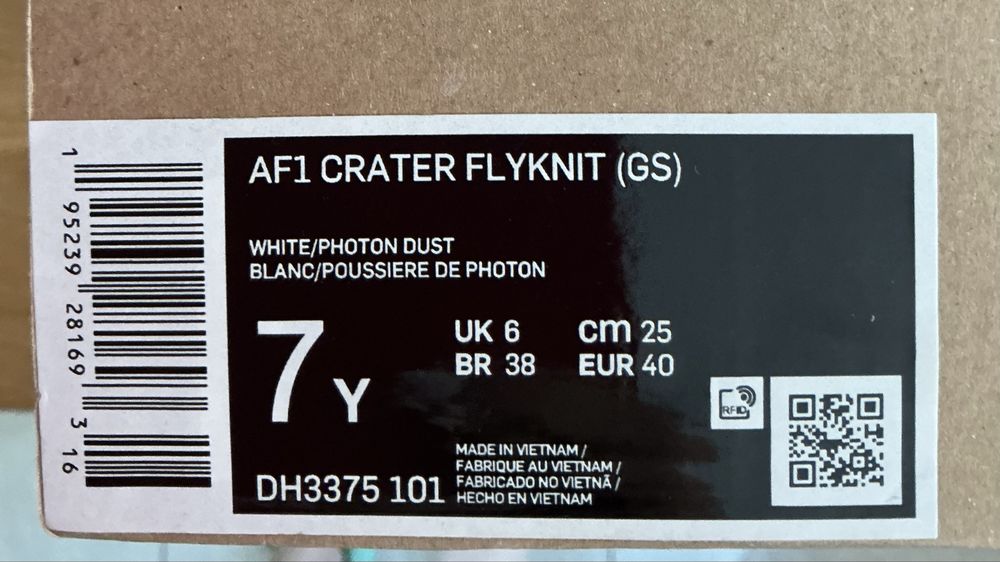 AF1 CRATER FLYKNIT (GS)
WHITE/PHOTON DUST
BLANC/POUSSIERE DE PHOTON
7 Y
UK 6 cm 25
BR 38 EUR 40
DH3375 101
MADE IN VIETNAM /
FABRIQUE AU VIETNAM /
FABRICADO NO VIETNÃ /
HECHO EN VIETNAM
RFID
1 95239 28169 3 16